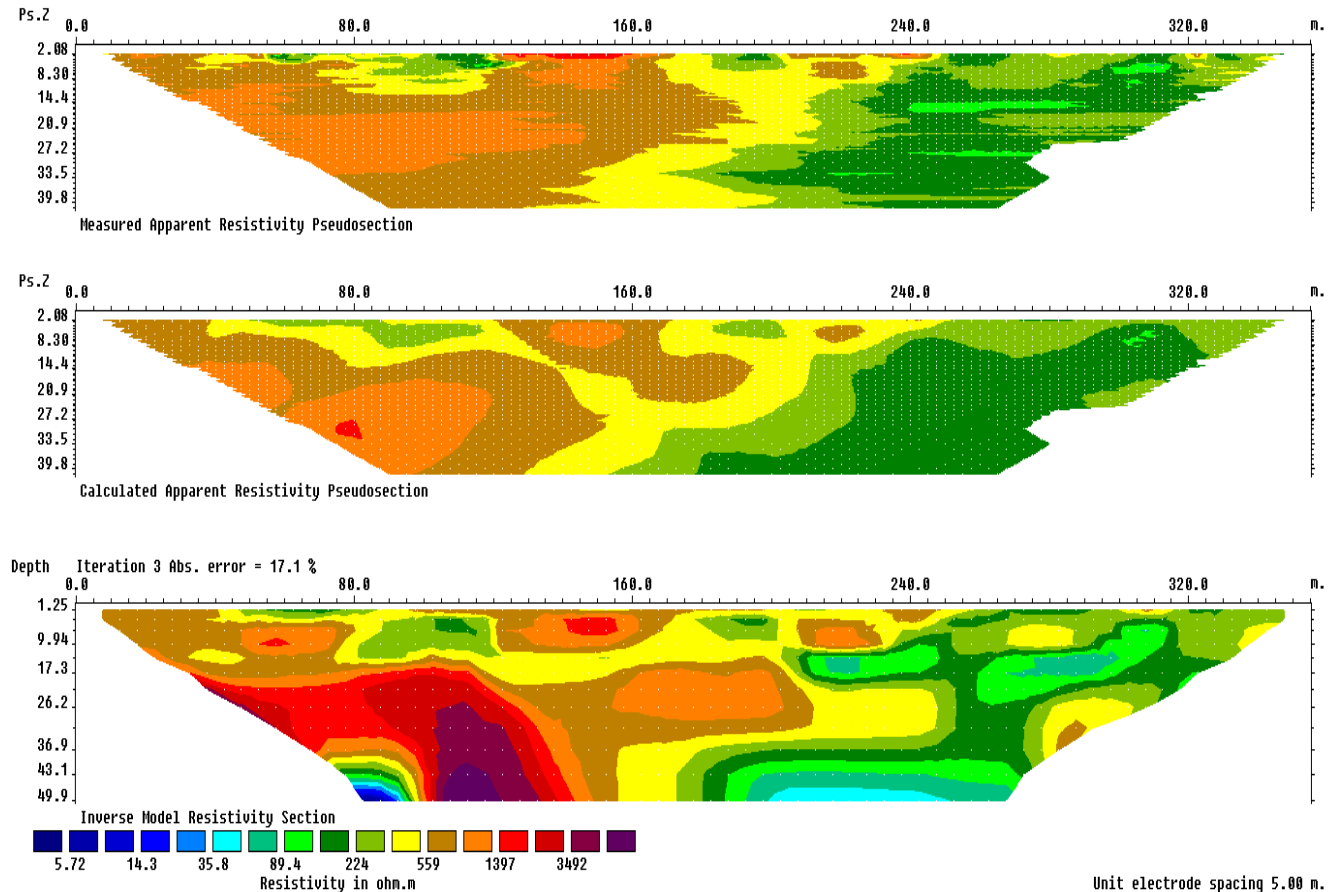 Ps.Z
0.0 80.0 160.0 240.0 320.0 m.
2.08
8.30
14.4
20.9
27.2
33.5
39.8
Measured Apparent Resistivity Pseudosection
Ps.Z
0.0 80.0 160.0 240.0 320.0 m.
2.08
8.30
14.4
20.9
27.2
33.5
39.8
Calculated Apparent Resistivity Pseudosection
Depth Iteration 3 Abs. error = 17.1 %
0.0 80.0 160.0 240.0 320.0 m.
1.25
9.94
17.3
26.2
36.9
43.1
49.9
Inverse Model Resistivity Section
5.72 14.3 35.8 89.4 224 559 1397 3492
Resistivity in ohm.m
Unit electrode spacing 5.00 m.